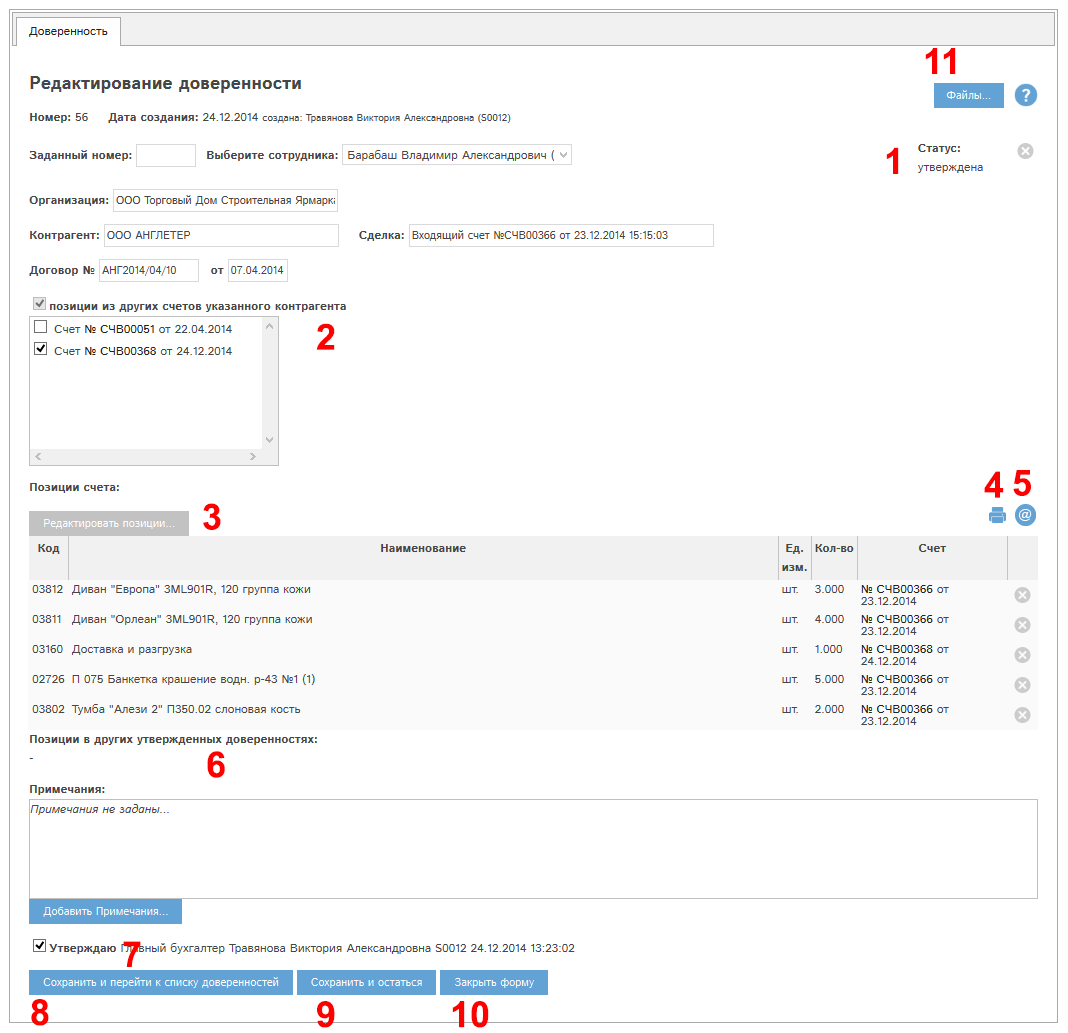 Доверенность
11
Редактирование доверенности
Файлы...
?
Номер: 56 Дата создания: 24.12.2014 создана: Травянова Виктория Александровна (S0012)
Заданный номер: Выберите сотрудника: Барабаш Владимир Александрович (
1
Статус:
утверждена
Организация: ООО Торговый Дом Строительная Ярмарка
Контрагент: ООО АНГЛЕТЕР Сделка: Входящий счет №СЧВ00366 от 23.12.2014 15:15:03
Договор № АНГ2014/04/10 от 07.04.2014
позиции из других счетов указанного контрагента
Счет № СЧВ00051 от 22.04.2014
2
Счет № СЧВ00368 от 24.12.2014
Позиции счета:
4 5
Редактировать позиции...
3
@
Код Наименование Ед. изм. Кол-во Счет
03812 Диван "Европа" 3ML901R, 120 группа кожи шт. 3.000 № СЧВ00366 от
23.12.2014
03811 Диван "Орлеан" 3ML901R, 120 группа кожи шт. 4.000 № СЧВ00366 от
23.12.2014
03160 Доставка и разгрузка шт. 1.000 № СЧВ00368 от
24.12.2014
02726 П 075 Банкетка крашение водн. р-43 №1 (1) шт. 5.000 № СЧВ00366 от
23.12.2014
03802 Тумба "Алези 2" П350.02 слоновая кость шт. 2.000 № СЧВ00366 от
23.12.2014
Позиции в других утвержденных доверенностях:
-
6
Примечания:
Примечания не заданы...
Добавить Примечания...
Утверждаю Главный бухгалтер Травянова Виктория Александровна S0012 24.12.2014 13:23:02
7
Сохранить и перейти к списку доверенностей Сохранить и остаться Закрыть форму
8 9 10